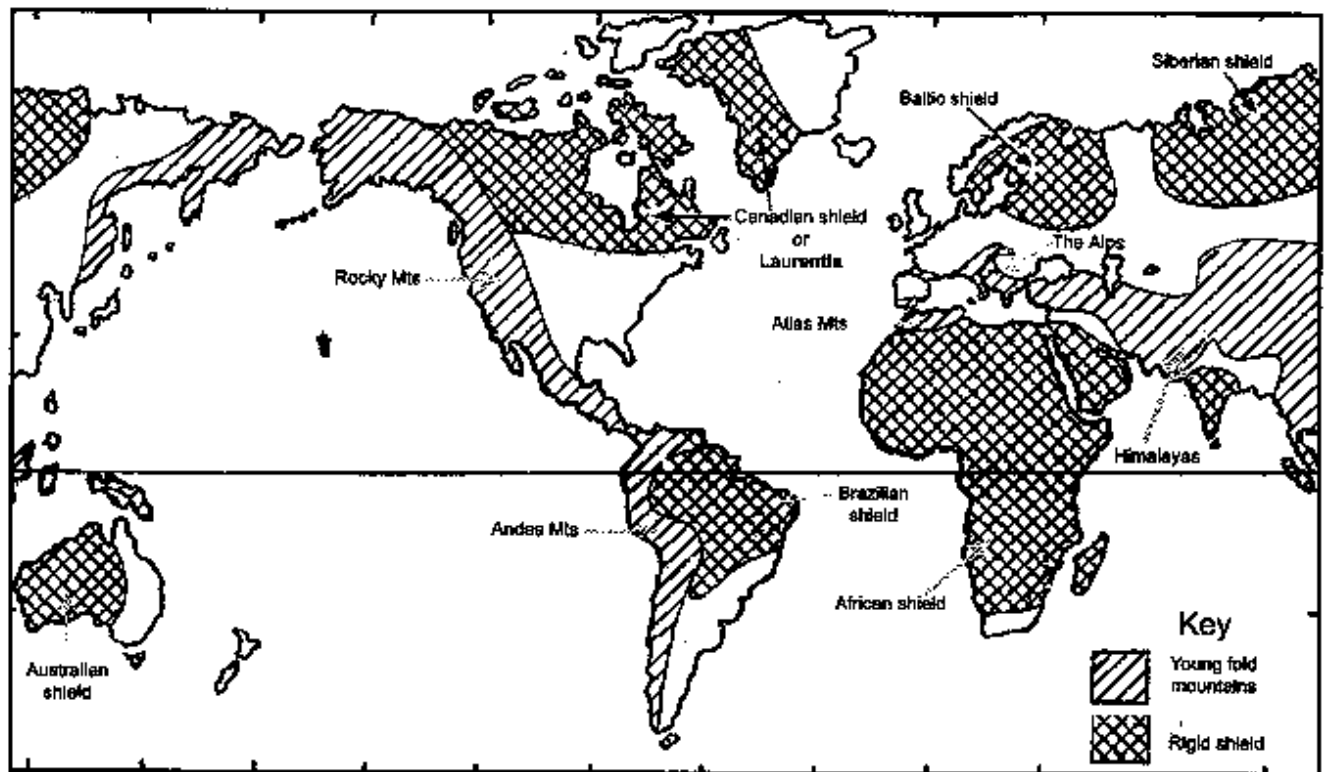 Siberian shield
Baltic shield
Canadian shield
or
Laurentia
The Alps
Rocky Mts
Atlas Mts
Himalayas
Brazilian
shield
Andes Mts
African shield
Australian
shield
Key
Young fold
mountains
Rigid shield